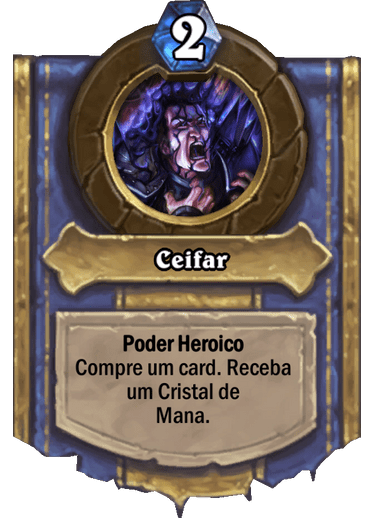 2
Ceifar
Poder Heroico
Compre um card. Receba
um Cristal de
Mana.